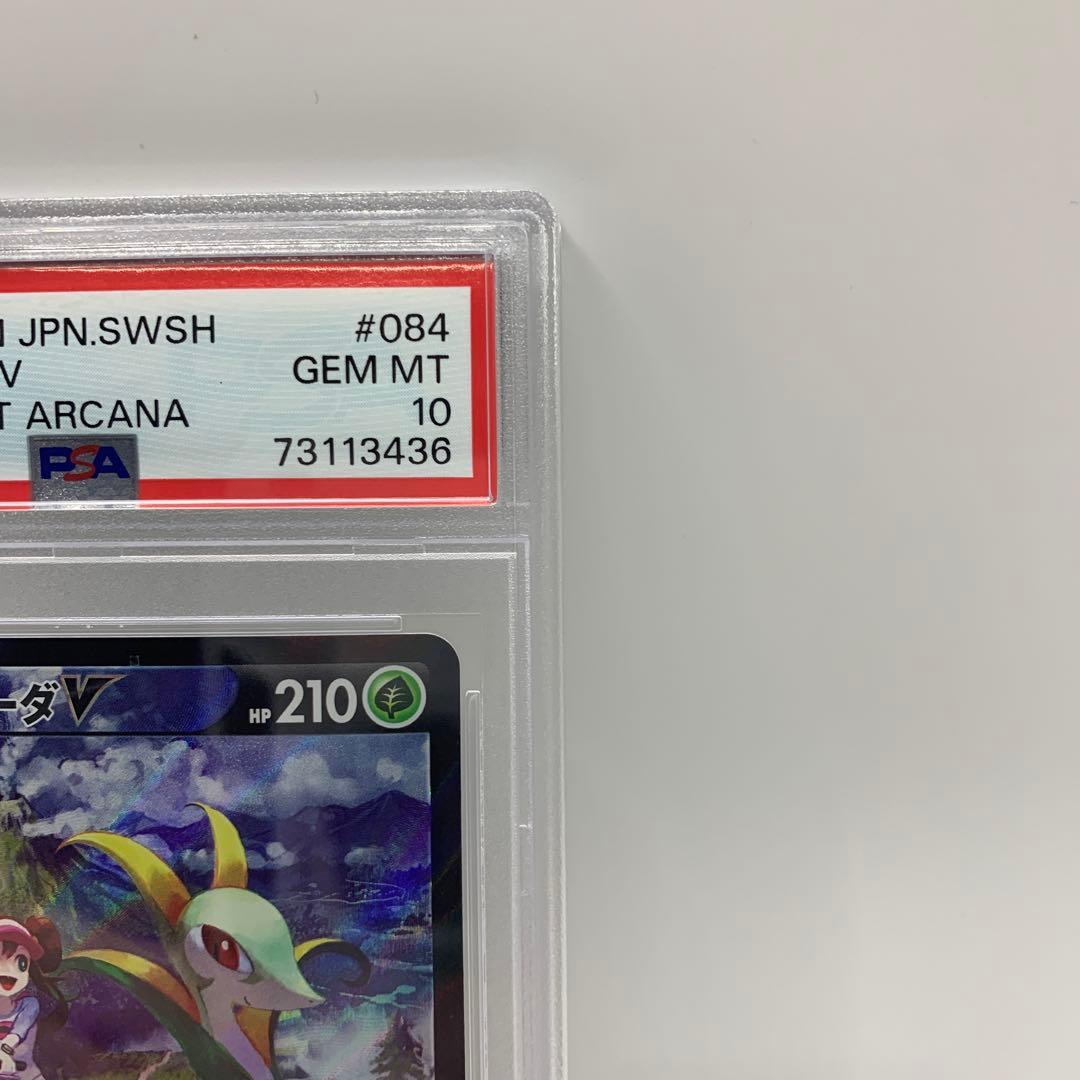 JPN.SWSH #084
V GEM MT
T ARCANA 10
PSA 73113436
ーダV HP 210